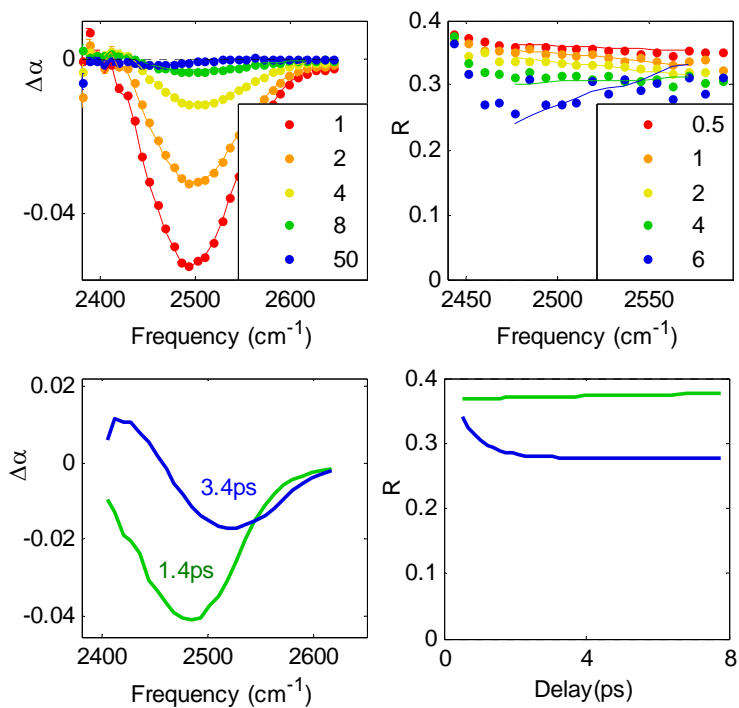 0
-0.04
Δα
2400 2500 2600
Frequency (cm-1)
1
2
4
8
50
0.4
0.3
0.2
0.1
0
R
2450 2500 2550
Frequency (cm-1)
0.5
1
2
4
6
0.02
0
-0.02
-0.04
Δα
3.4ps
1.4ps
2400 2500 2600
Frequency (cm-1)
0.4
0.3
0.2
0.1
0
R
0 4 8
Delay(ps)